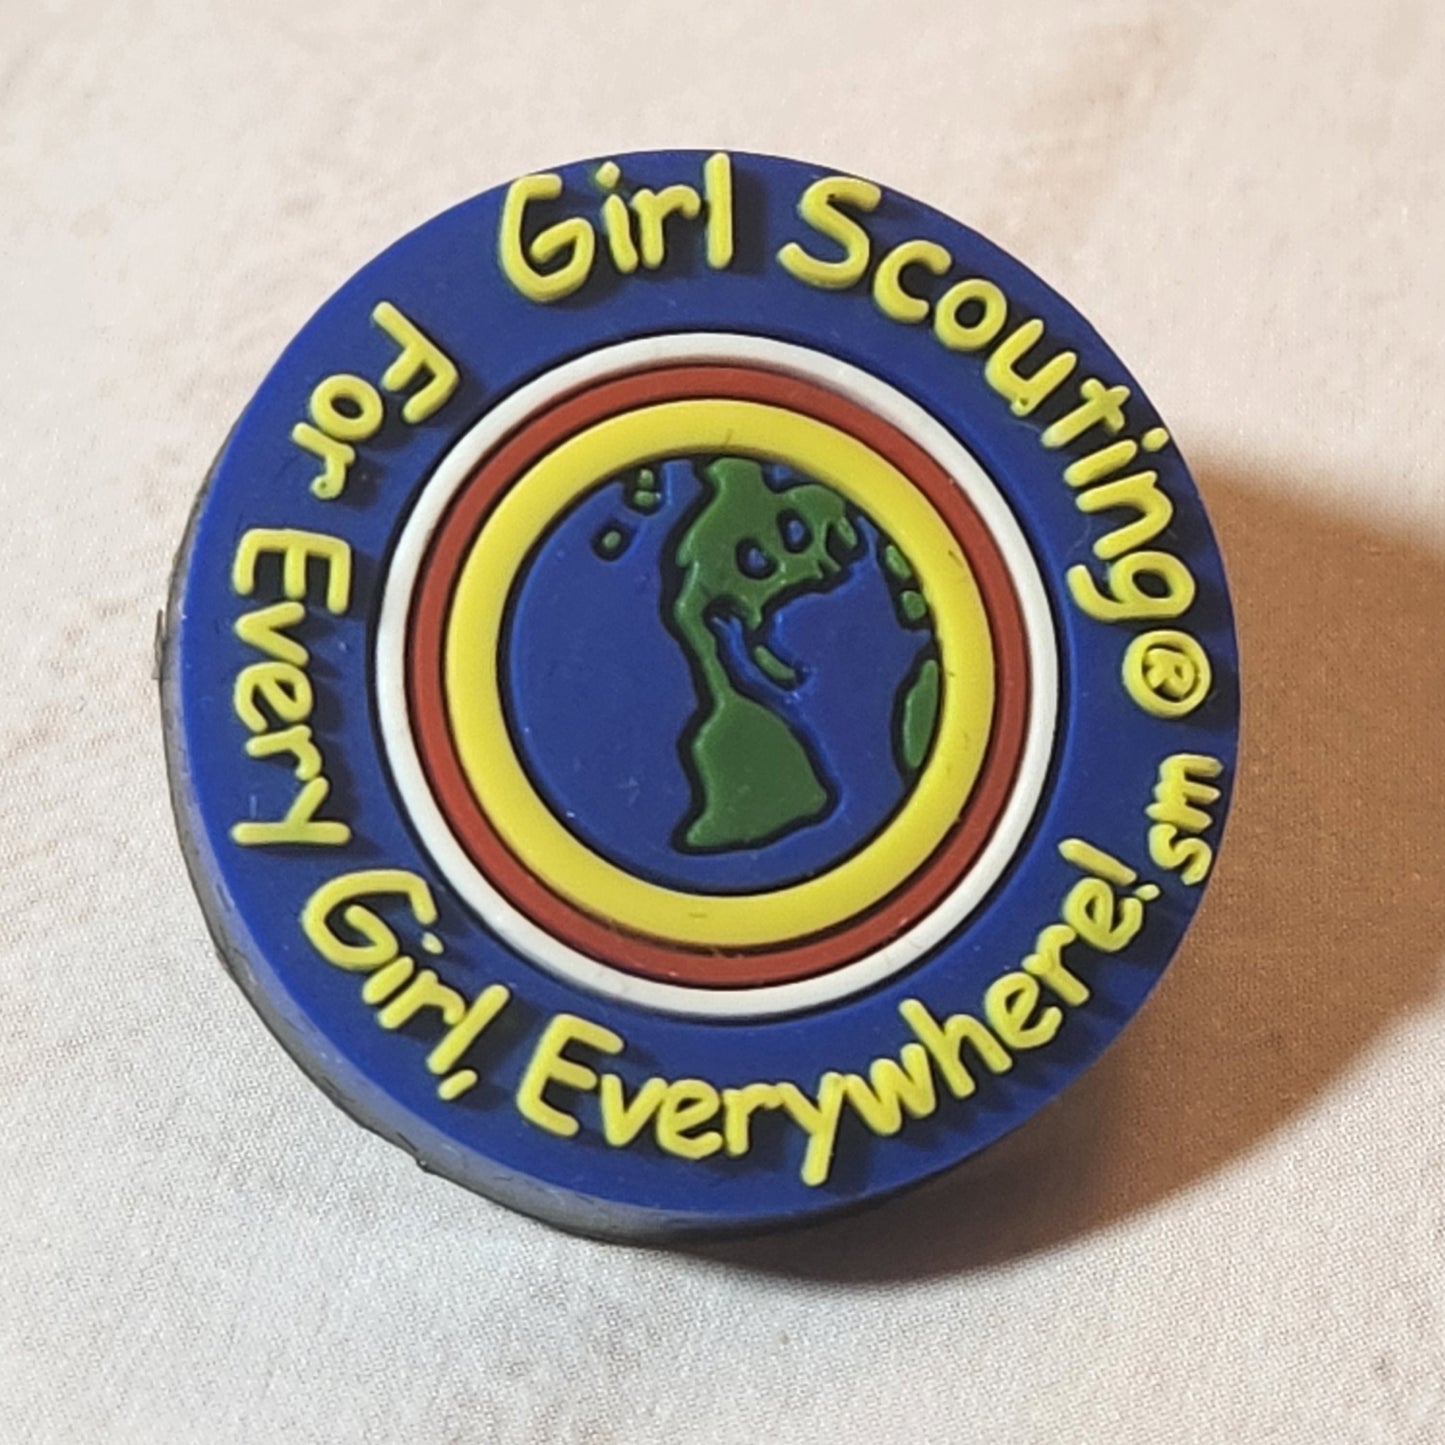 Girl Scouting®
For Every Girl, Everywhere! sm